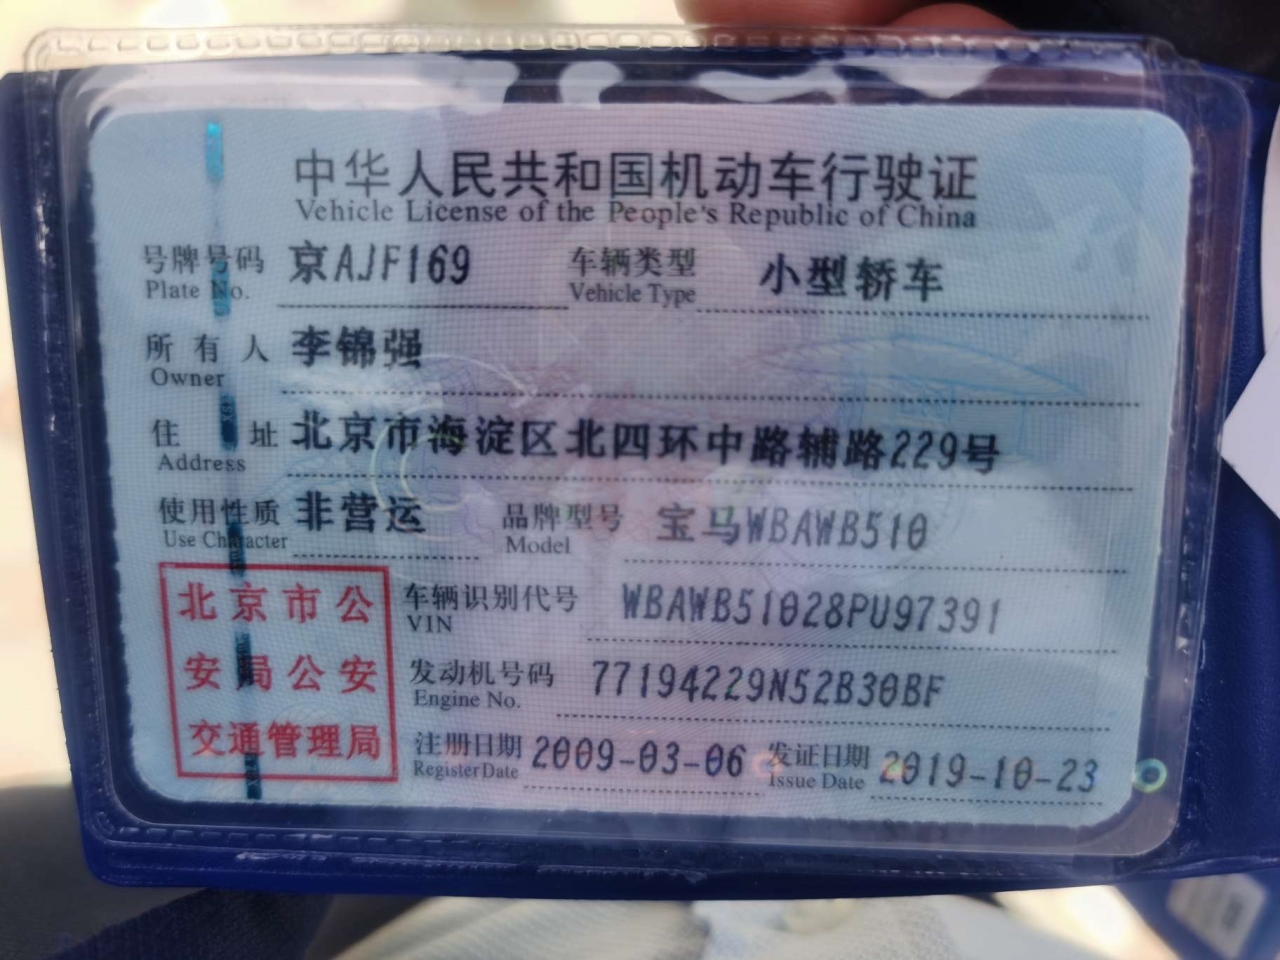 中华人民共和国机动车行驶证
Vehicle License of the People's Republic of China
号牌号码 京AJF169 车辆类型 小型轿车
Plate No. Vehicle Type
所有人 李锦强
Owner
住址 北京市海淀区北四环中路辅路229号
Address
使用性质 非营运 品牌型号 宝马WBAWB510
Use Character Model
北京市公
安局公安
交通管理局
车辆识别代号 WBAWB51028PU97391
VIN
发动机号码 77194229N52B30BF
Engine No.
注册日期 2009-03-06 发证日期 2019-10-23
Register Date Issue Date